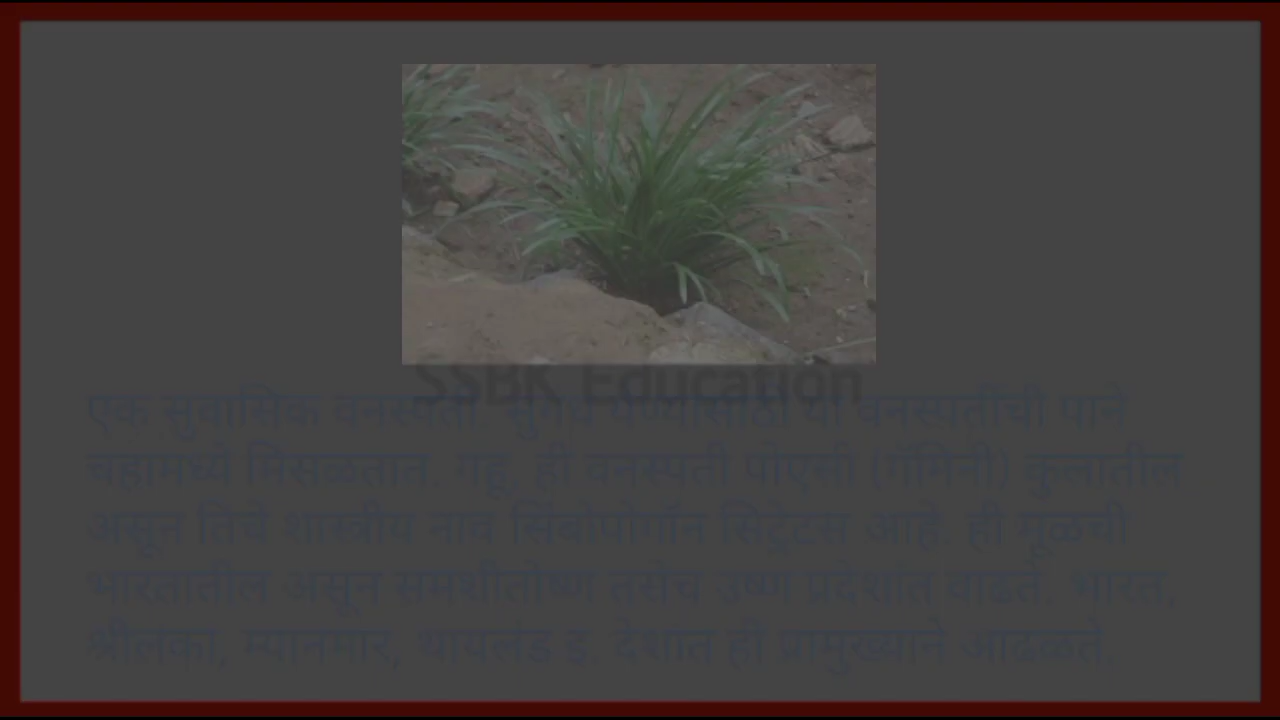 SSBK Education
एक सुवासिक वनस्पती. सुगंध येण्यासाठी या वनस्पतीची पाने
चहामध्ये मिसळतात. गहू, ही वनस्पती पोएसी (गॅमिनी) कुलातील
असून तिचे शास्त्रीय नाव सिंबोपोगॉन सिट्रेटस आहे. ही मूळची
भारतातील असून समशीतोष्ण तसेच उष्ण प्रदेशात वाढते. भारत,
श्रीलंका, म्यानमार, थायलंड इ. देशांत ही प्रामुख्याने आढळते.